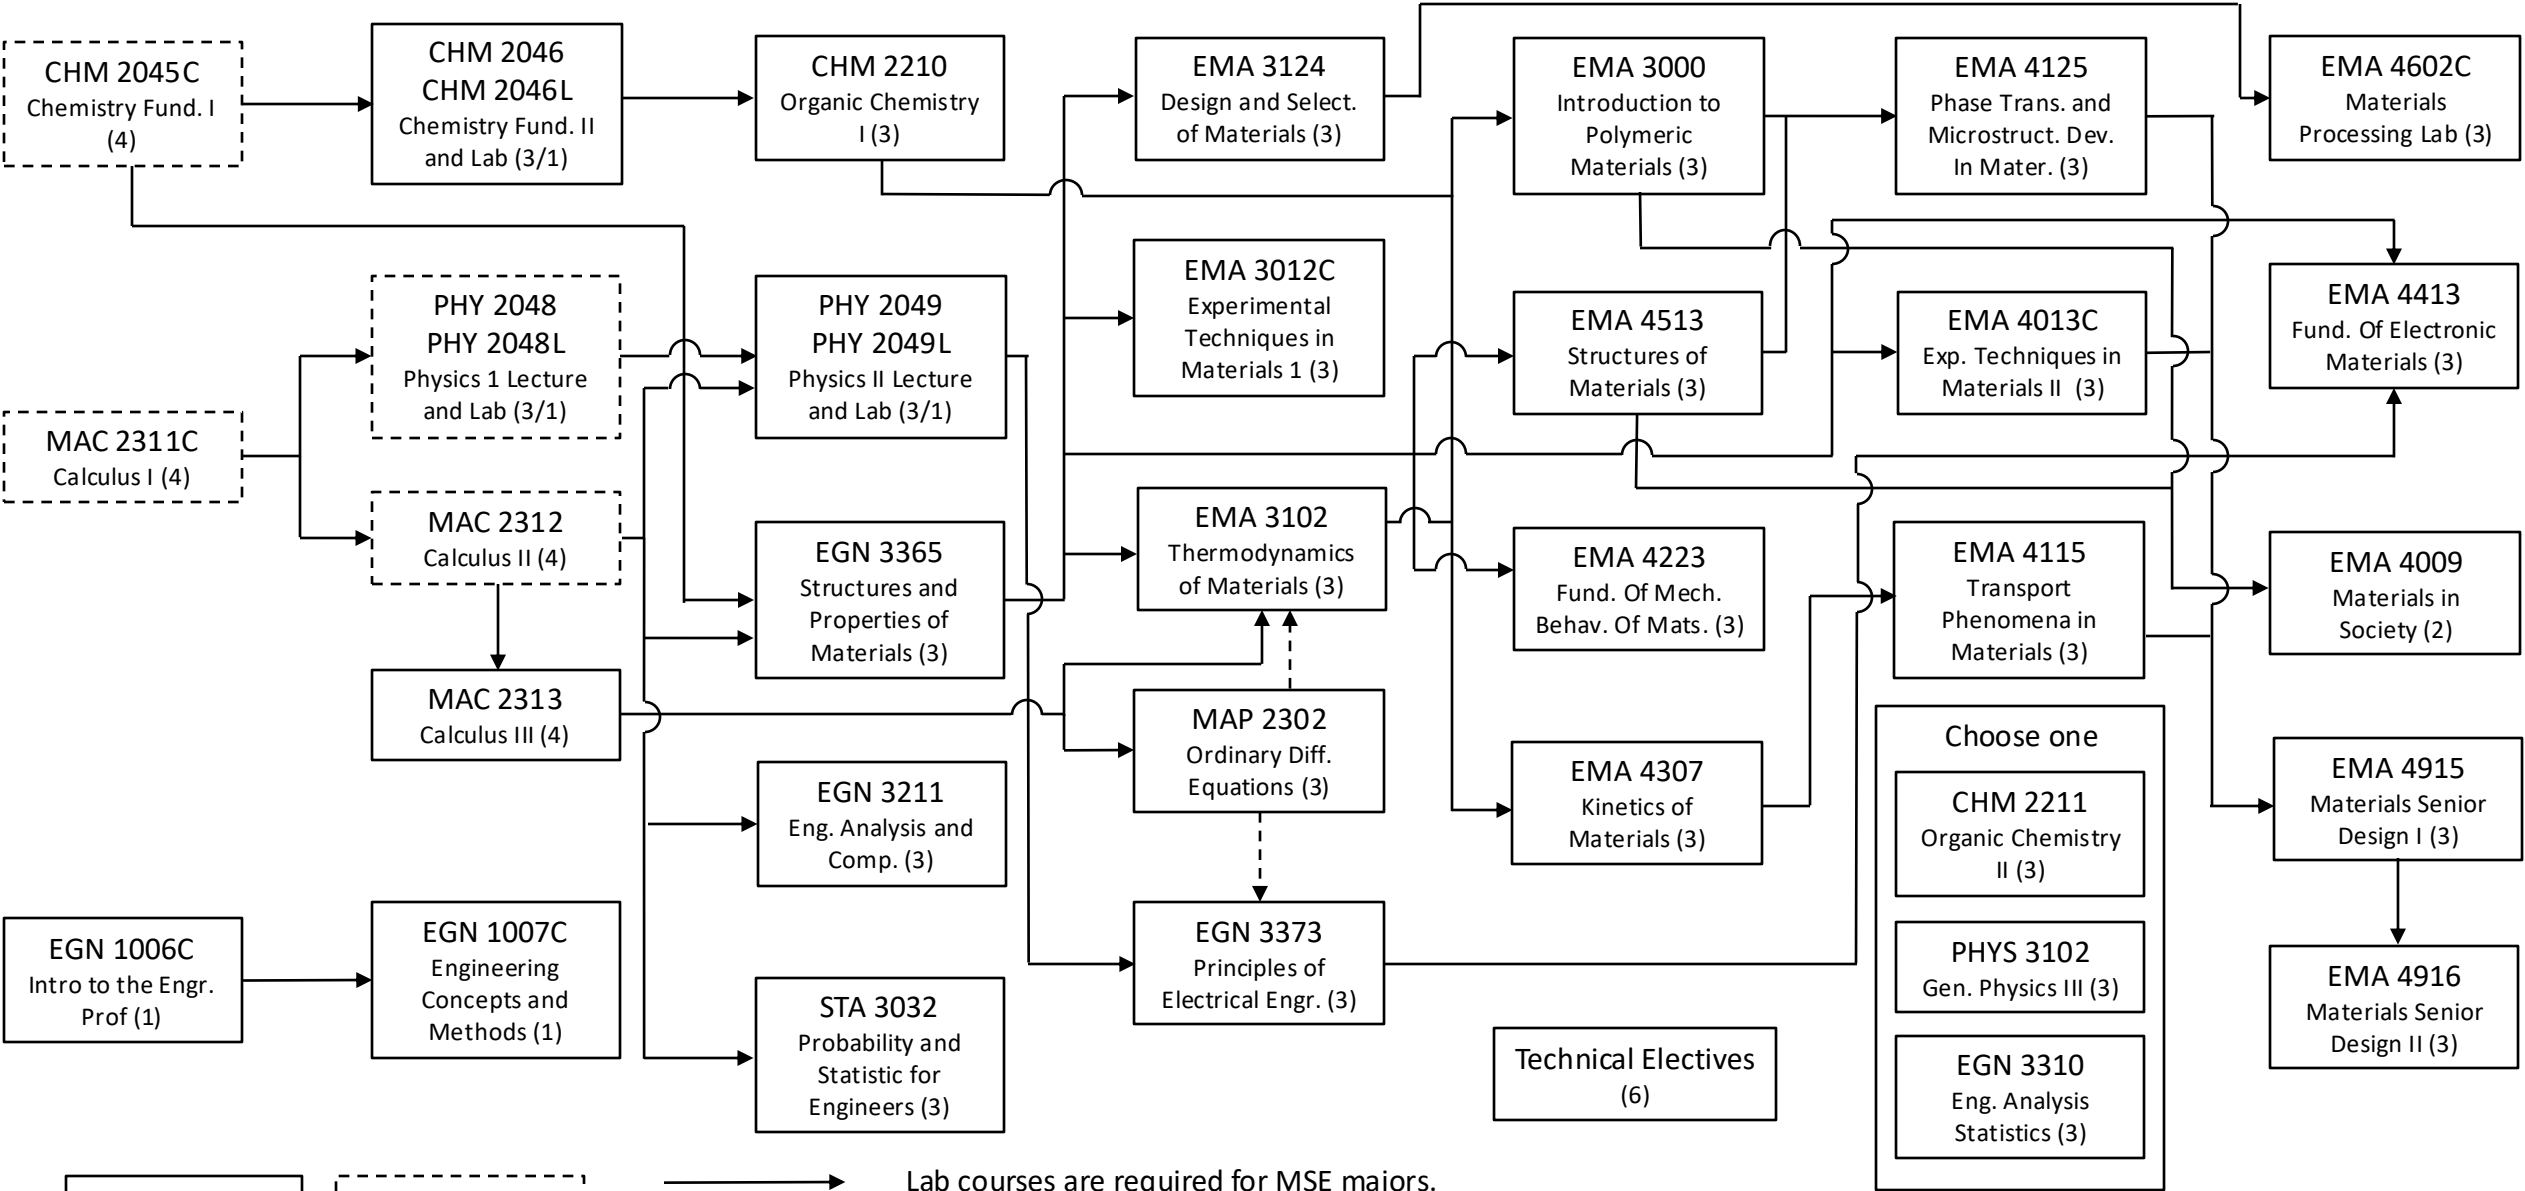 CHM 2045C
Chemistry Fund. I
(4)
CHM 2046
CHM 2046L
Chemistry Fund. II
and Lab (3/1)
CHM 2210
Organic Chemistry
I (3)
EMA 3124
Design and Select.
of Materials (3)
EMA 3000
Introduction to
Polymeric
Materials (3)
EMA 4125
Phase Trans. and
Microstruct. Dev.
In Mater. (3)
EMA 4602C
Materials
Processing Lab (3)
PHY 2048
PHY 2048L
Physics 1 Lecture
and Lab (3/1)
PHY 2049
PHY 2049L
Physics II Lecture
and Lab (3/1)
EMA 3012C
Experimental
Techniques in
Materials 1 (3)
EMA 4513
Structures of
Materials (3)
EMA 4013C
Exp. Techniques in
Materials II (3)
EMA 4413
Fund. Of Electronic
Materials (3)
MAC 2311C
Calculus I (4)
MAC 2312
Calculus II (4)
EGN 3365
Structures and
Properties of
Materials (3)
EMA 3102
Thermodynamics
of Materials (3)
EMA 4223
Fund. Of Mech.
Behav. Of Mats. (3)
EMA 4115
Transport
Phenomena in
Materials (3)
EMA 4009
Materials in
Society (2)
MAC 2313
Calculus III (4)
EGN 3211
Eng. Analysis and
Comp. (3)
MAP 2302
Ordinary Diff.
Equations (3)
EMA 4307
Kinetics of
Materials (3)
Choose one
CHM 2211
Organic Chemistry
II (3)
PHYS 3102
Gen. Physics III (3)
EGN 3310
Eng. Analysis
Statistics (3)
EMA 4915
Materials Senior
Design I (3)
EGN 1006C
Intro to the Engr.
Prof (1)
EGN 1007C
Engineering
Concepts and
Methods (1)
STA 3032
Probability and
Statistic for
Engineers (3)
EGN 3373
Principles of
Electrical Engr. (3)
Technical Electives
(6)
EMA 4916
Materials Senior
Design II (3)
Lab courses are required for MSE majors.